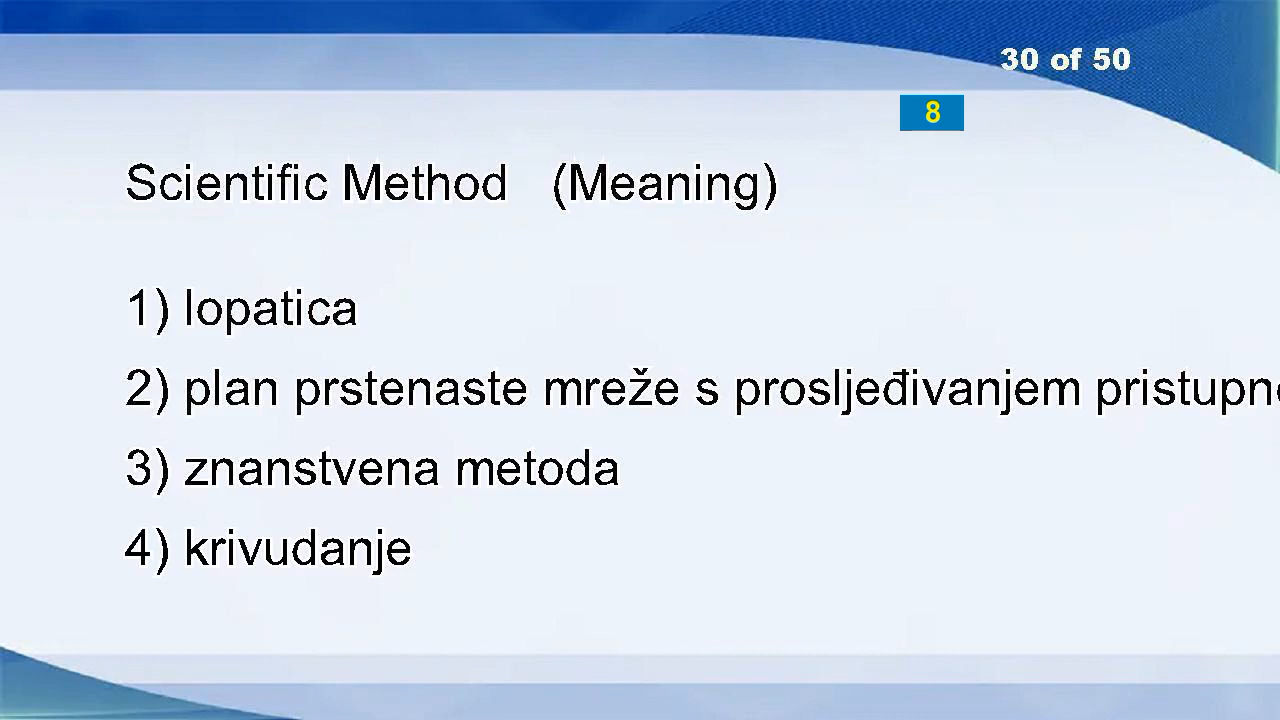 30 of 50
8
Scientific Method (Meaning)
1) lopatica
2) plan prstenaste mreže s prosljeđivanjem
3) znanstvena metoda
4) krivudanje